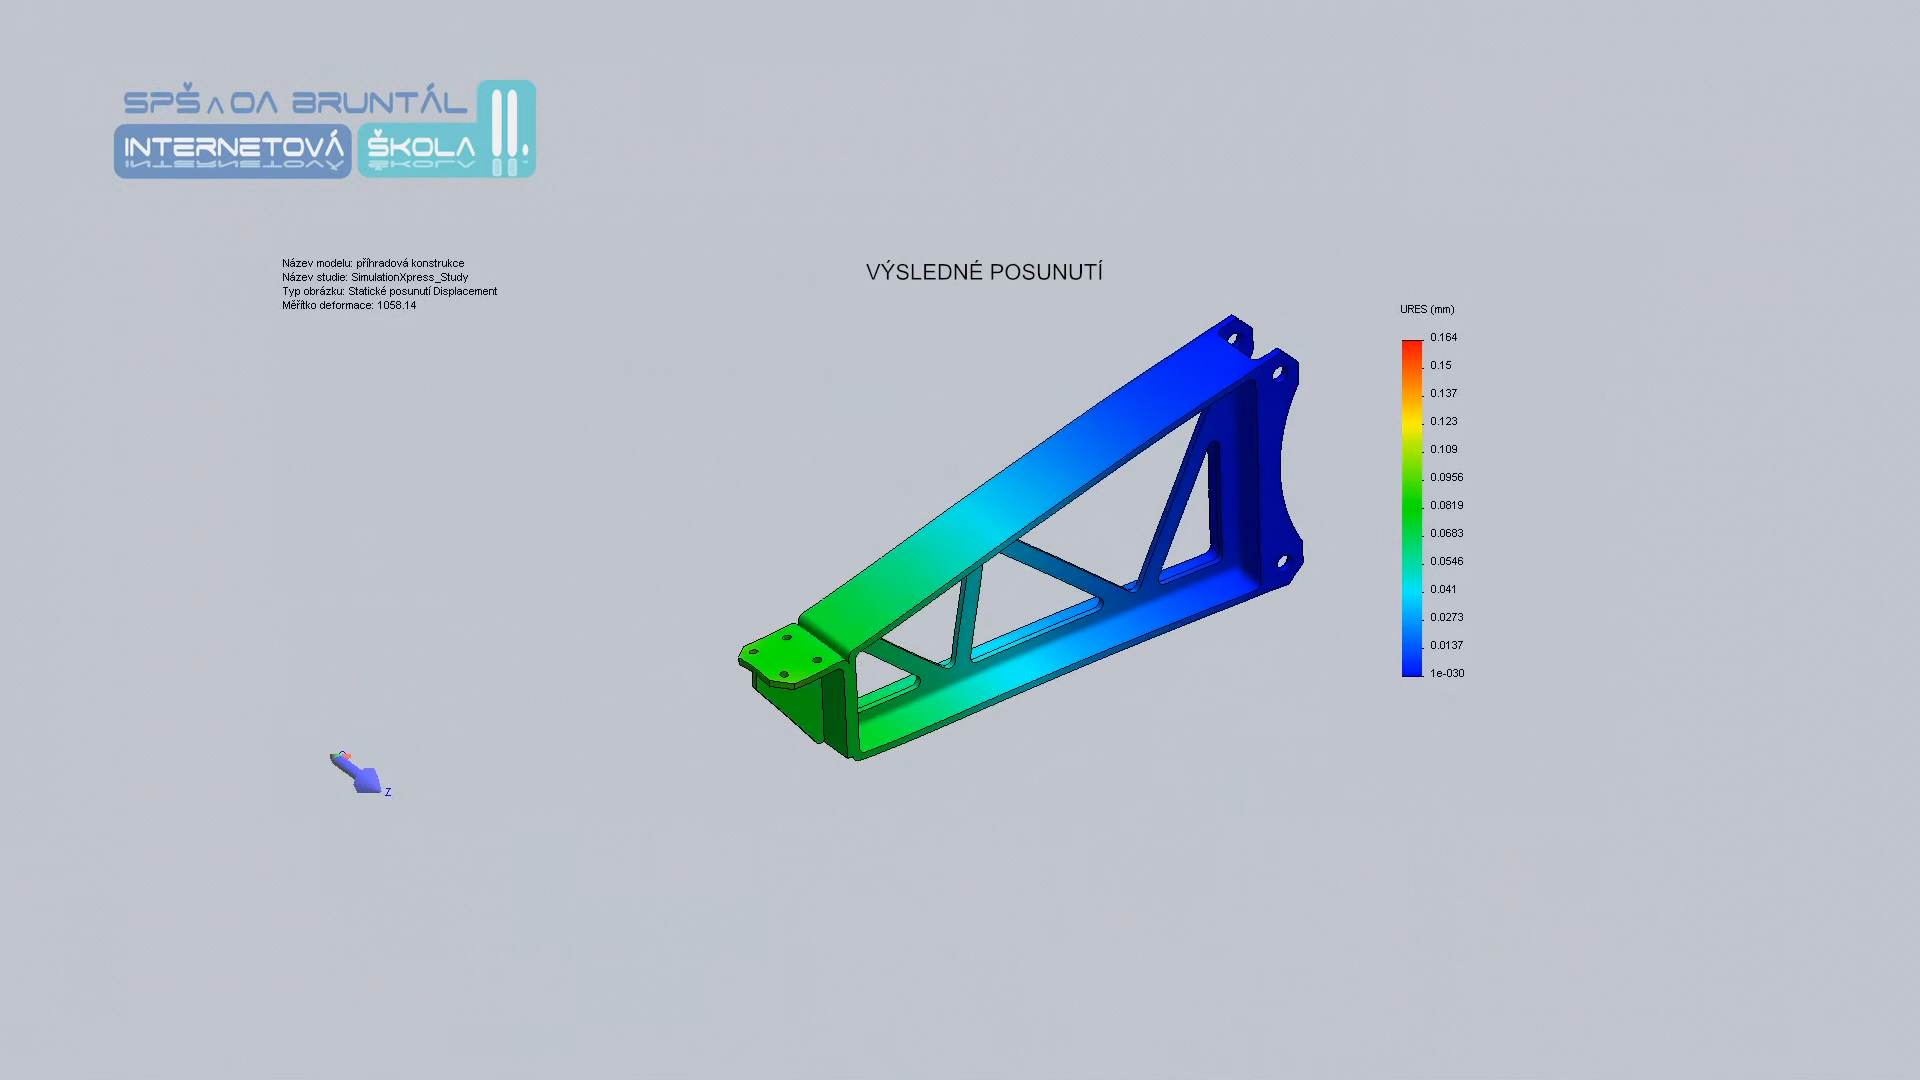 SPŠ A OA BRUNTÁL
INTERNETOVÁ ŠKOLA II.
Název modelu: příhradová konstrukce
Název studie: SimulationXpress_Study
Typ obrázku: Statické posunutí Displacement
Měřítko deformace: 1058.14
VÝSLEDNÉ POSUNUTÍ
URES (mm)
0.164
0.15
0.137
0.123
0.109
0.0956
0.0819
0.0683
0.0546
0.041
0.0273
0.0137
1e-030
Z